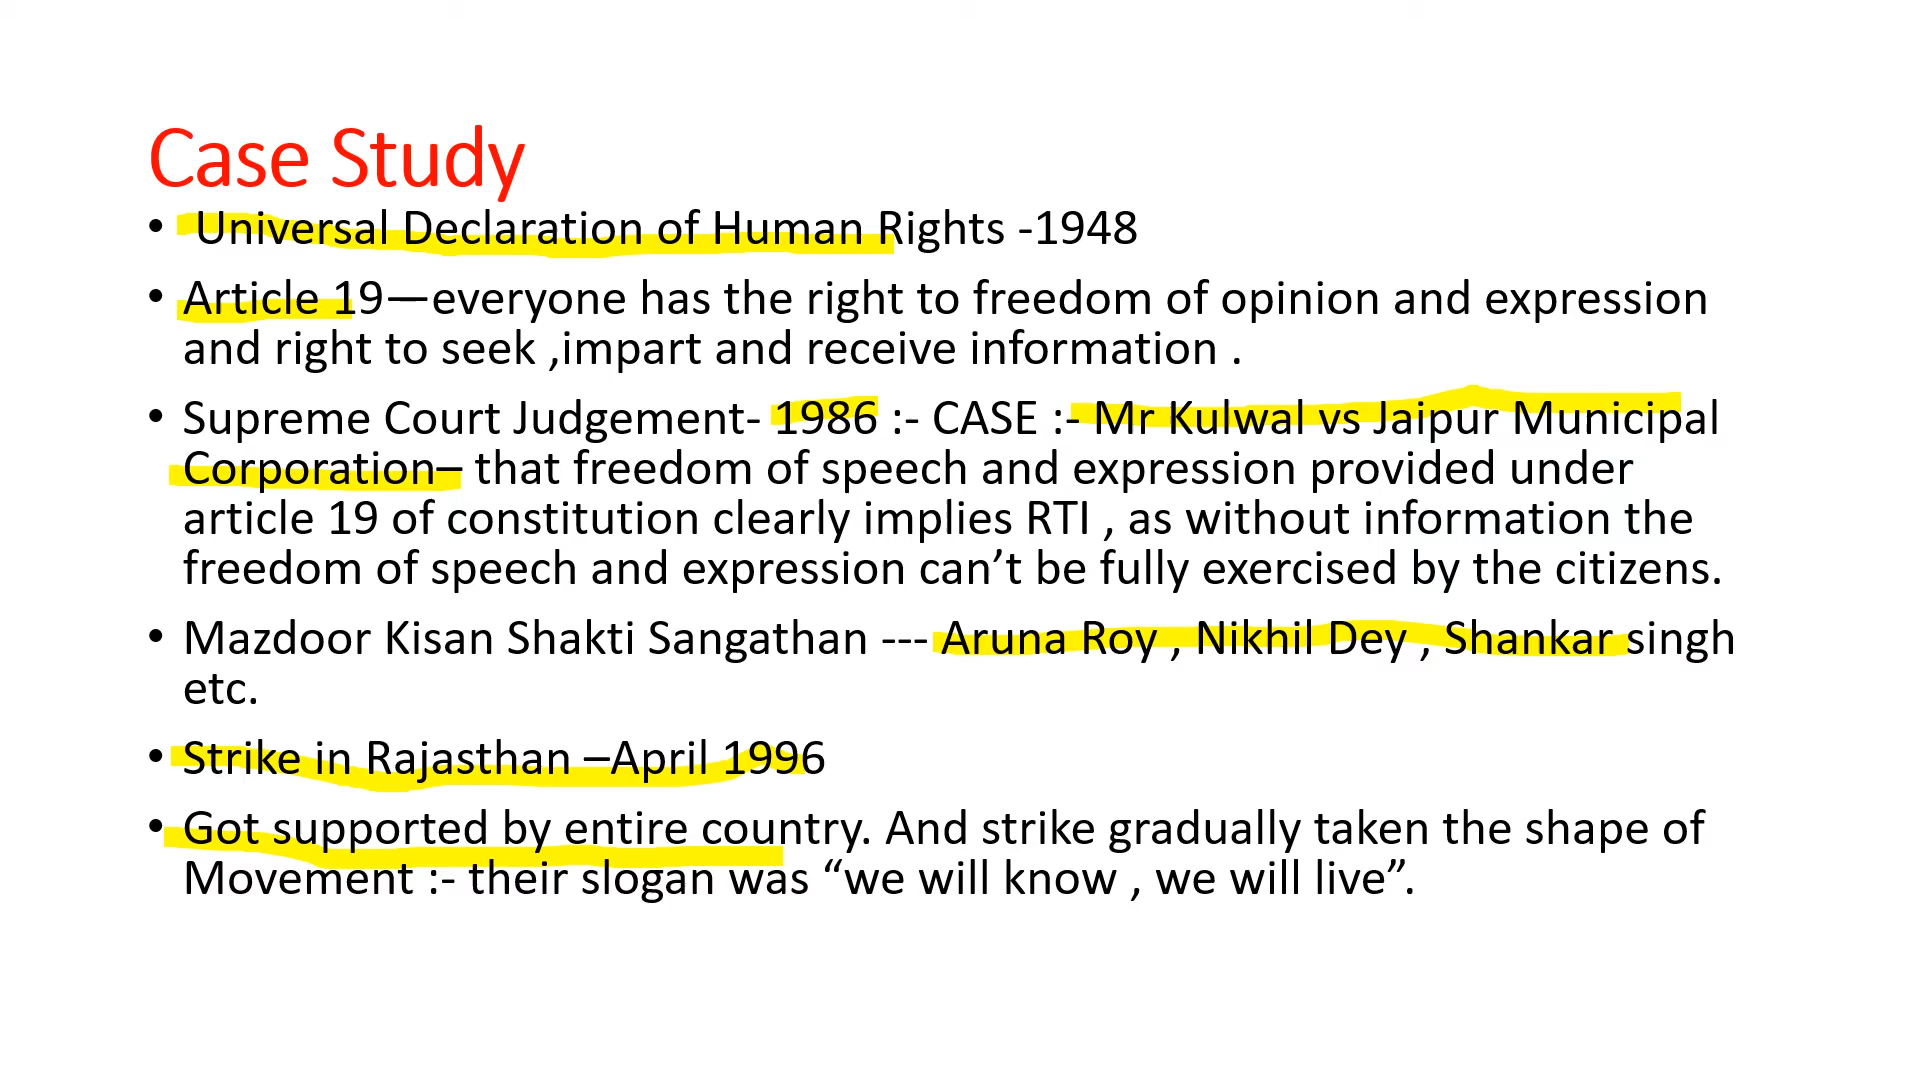 Case Study
• Universal Declaration of Human Rights -1948
• Article 19—everyone has the right to freedom of opinion and expression
and right to seek ,impart and receive information .
• Supreme Court Judgement- 1986 :- CASE :- Mr Kulwal vs Jaipur Municipal
Corporation– that freedom of speech and expression provided under
article 19 of constitution clearly implies RTI , as without information the
freedom of speech and expression can’t be fully exercised by the citizens.
• Mazdoor Kisan Shakti Sangathan --- Aruna Roy , Nikhil Dey , Shankar singh
etc.
• Strike in Rajasthan –April 1996
• Got supported by entire country. And strike gradually taken the shape of
Movement :- their slogan was “we will know , we will live”.